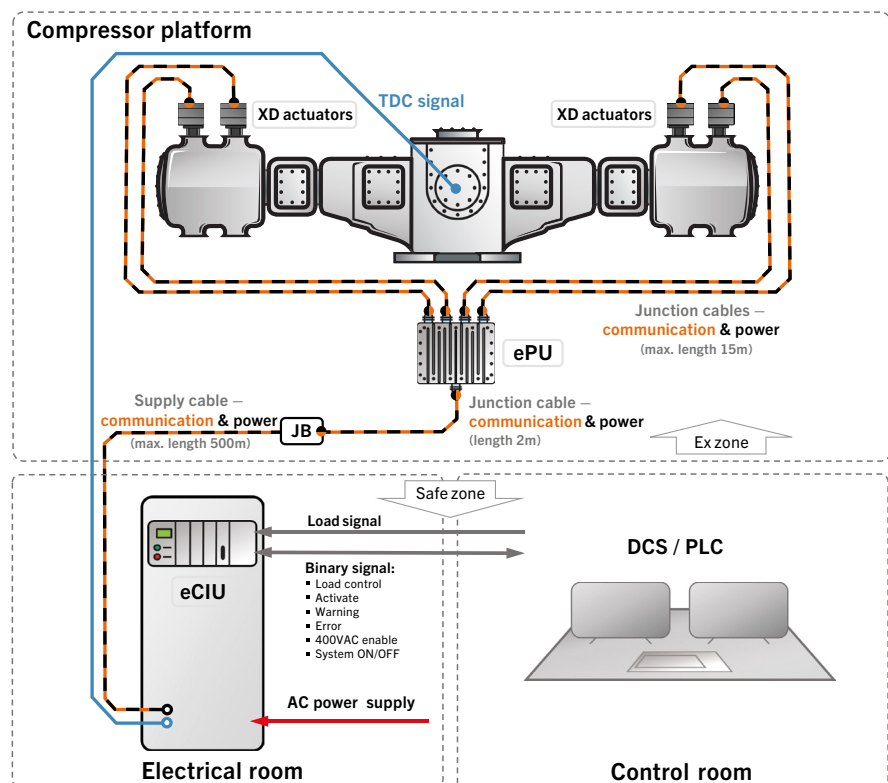 Compressor platform
TDC signal
XD actuators
XD actuators
Junction cables –
communication & power
(max. length 15m)
ePU
Supply cable –
communication & power
(max. length 500m)
JB
Junction cable –
communication & power
(length 2m)
Ex zone
Safe zone
Load signal
DCS / PLC
eCIU
Binary signal:
▪ Load control
▪ Activate
▪ Warning
▪ Error
▪ 400VAC enable
▪ System ON/OFF
AC power supply
Electrical room
Control room